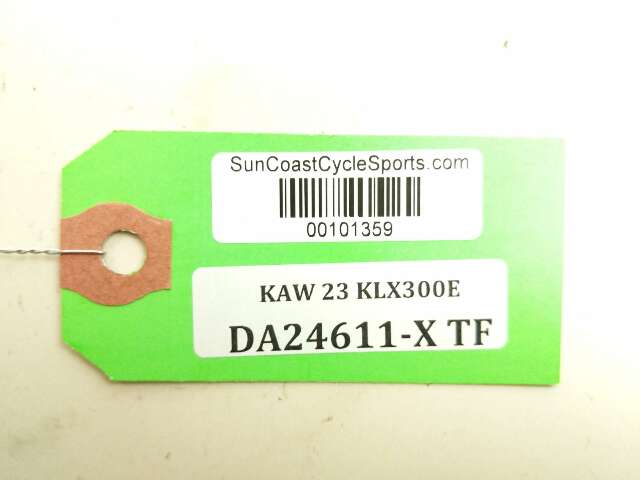 SunCoastCycleSports.com
00101359
KAW 23 KLX300E
DA24611-X TF